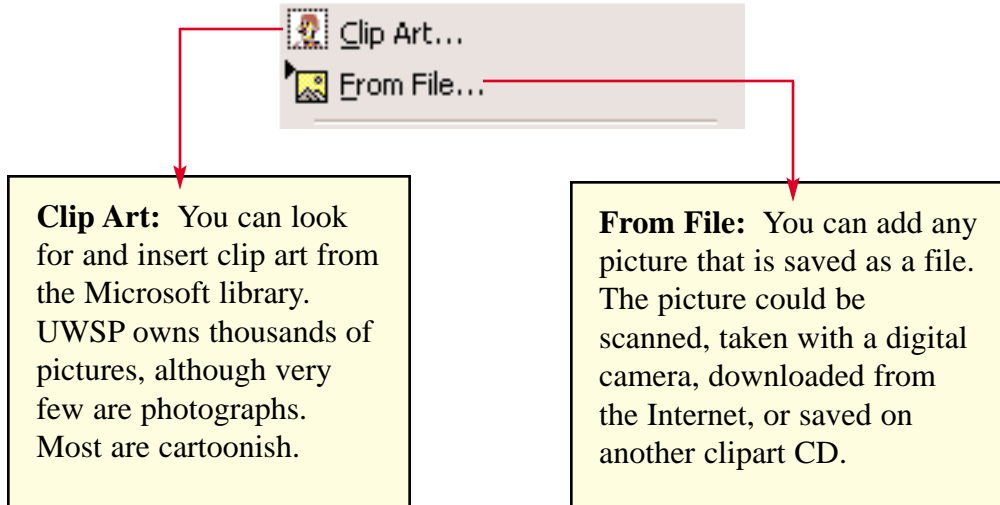 Clip Art...
From File...
Clip Art: You can look
for and insert clip art from
the Microsoft library.
UWSP owns thousands of
pictures, although very
few are photographs.
Most are cartoonish.
From File: You can add any
picture that is saved as a file.
The picture could be
scanned, taken with a digital
camera, downloaded from
the Internet, or saved on
another clipart CD.